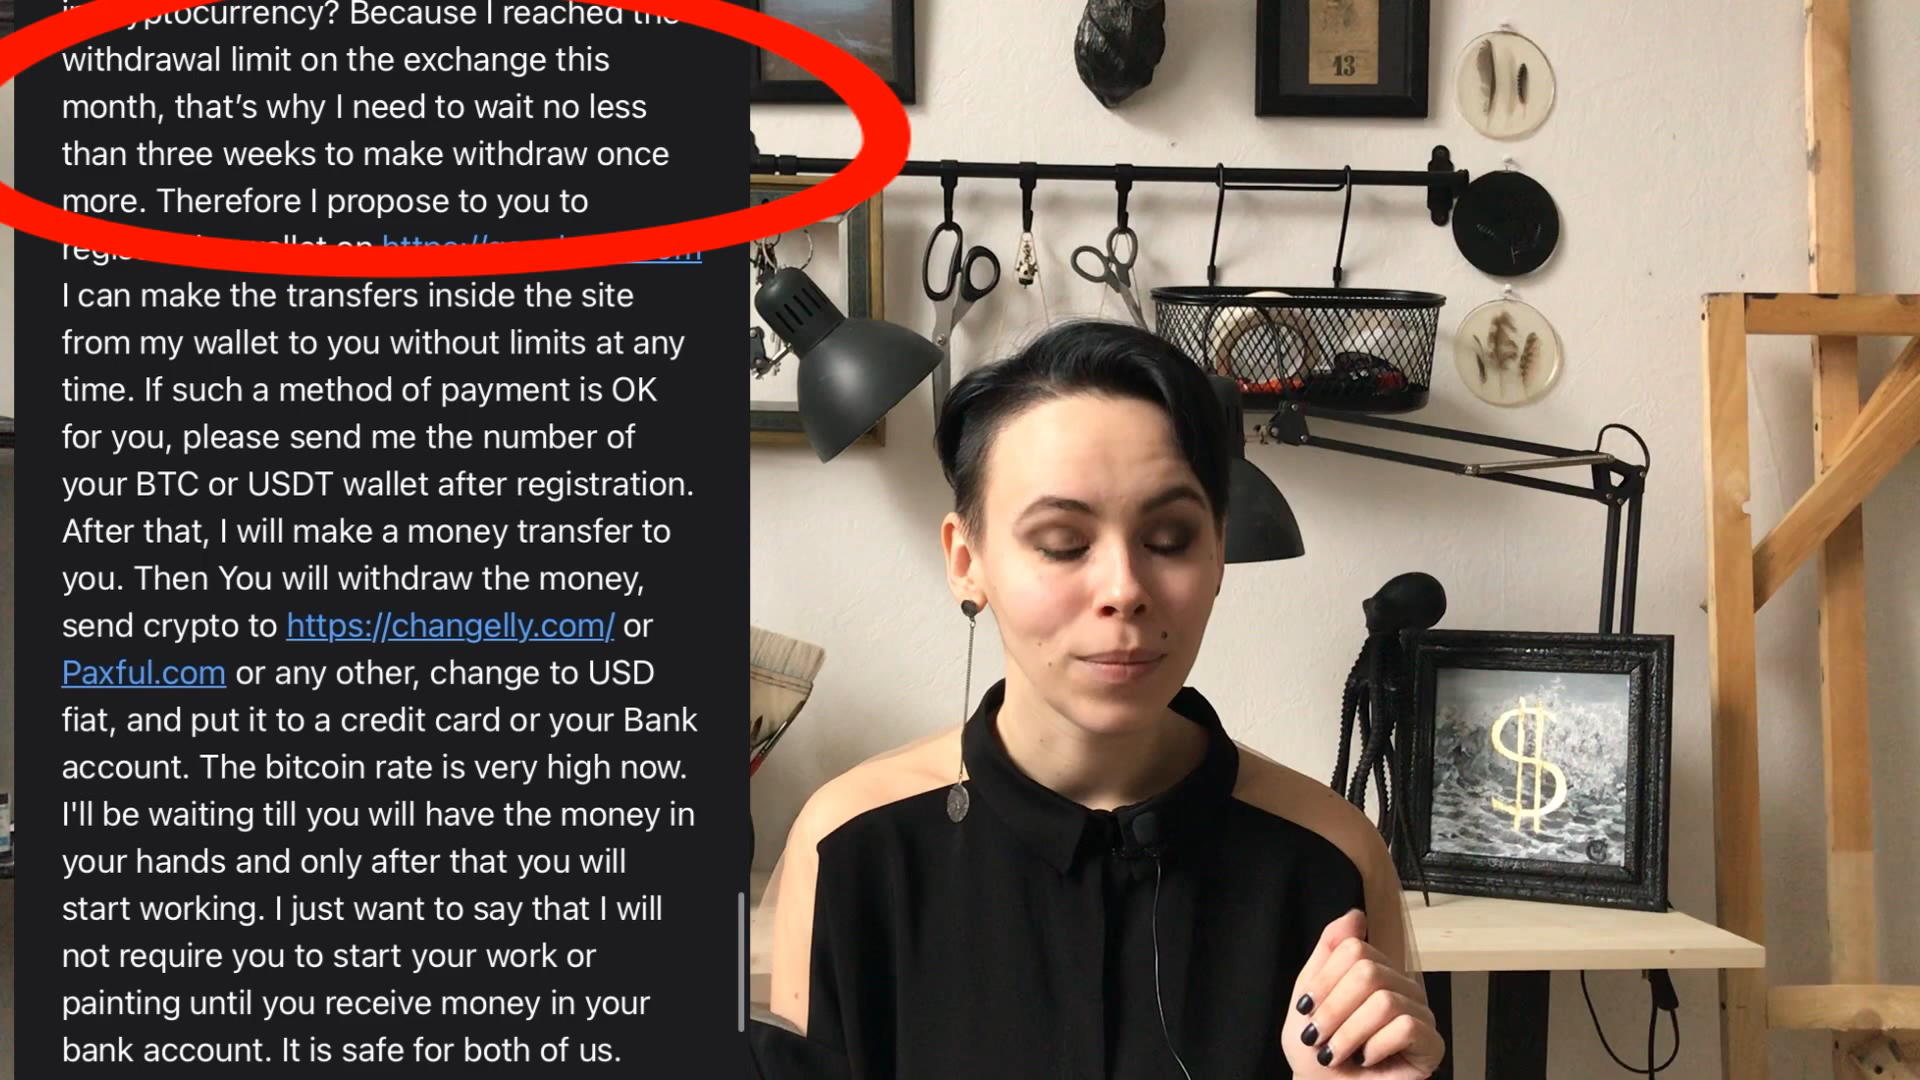 cryptocurrency? Because I reached the
withdrawal limit on the exchange this
month, that’s why I need to wait no less
than three weeks to make withdraw once
more. Therefore I propose to you to
wallet on
I can make the transfers inside the site
from my wallet to you without limits at any
time. If such a method of payment is OK
for you, please send me the number of
your BTC or USDT wallet after registration.
After that, I will make a money transfer to
you. Then You will withdraw the money,
send crypto to https://changelly.com/ or
Paxful.com or any other, change to USD
fiat, and put it to a credit card or your Bank
account. The bitcoin rate is very high now.
I'll be waiting till you will have the money in
your hands and only after that you will
start working. I just want to say that I will
not require you to start your work or
painting until you receive money in your
bank account. It is safe for both of us.
13
$